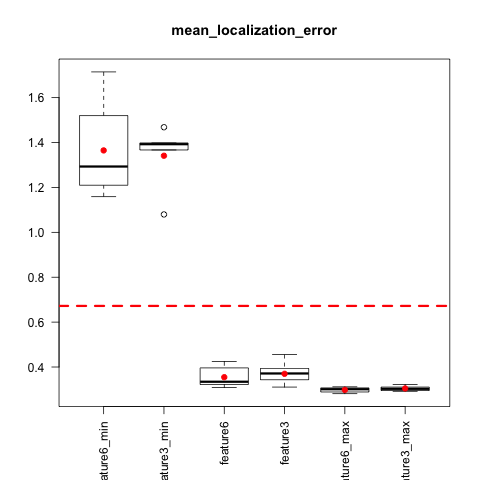 mean_localization_error
1.6
1.4
1.2
1.0
0.8
0.6
0.4
ature6_min
ature3_min
feature6
feature3
ture6_max
ture3_max